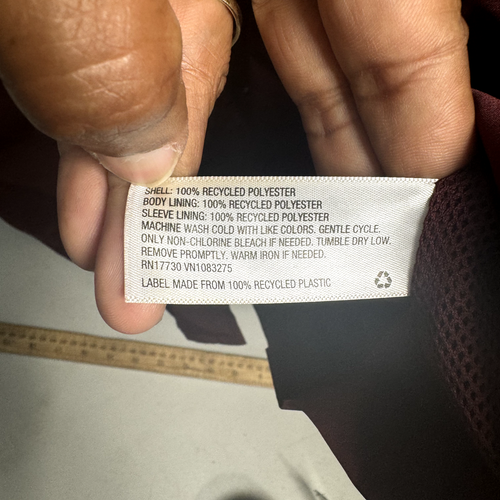 SHELL: 100% RECYCLED POLYESTER
BODY LINING: 100% RECYCLED POLYESTER
SLEEVE LINING: 100% RECYCLED POLYESTER
MACHINE WASH COLD WITH LIKE COLORS. GENTLE CYCLE.
ONLY NON-CHLORINE BLEACH IF NEEDED. TUMBLE DRY LOW.
REMOVE PROMPTLY. WARM IRON IF NEEDED.
RN17730 VN1083275
LABEL MADE FROM 100% RECYCLED PLASTIC